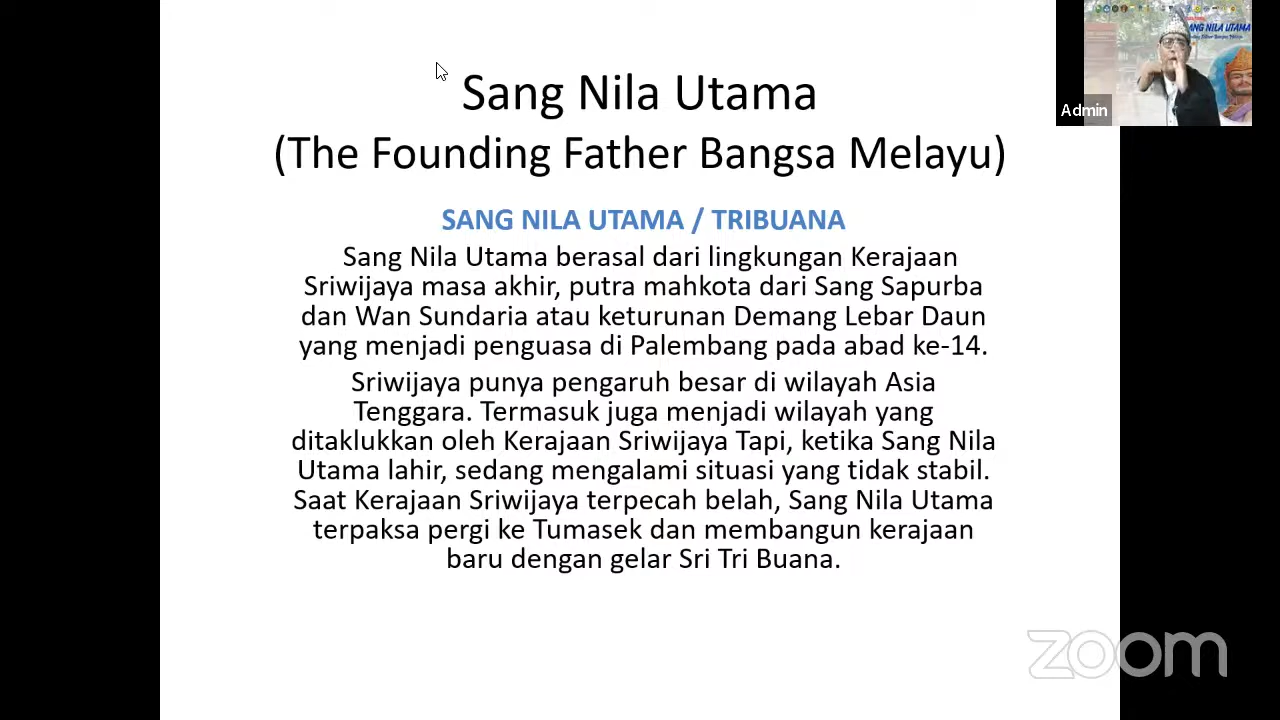 Sang Nila Utama
(The Founding Father Bangsa Melayu)
SANG NILA UTAMA / TRIBUANA
Sang Nila Utama berasal dari lingkungan Kerajaan
Sriwijaya masa akhir, putra mahkota dari Sang Sapurba
dan Wan Sundaria atau keturunan Demang Lebar Daun
yang menjadi penguasa di Palembang pada abad ke-14.
Sriwijaya punya pengaruh besar di wilayah Asia
Tenggara. Termasuk juga menjadi wilayah yang
ditaklukkan oleh Kerajaan Sriwijaya Tapi, ketika Sang Nila
Utama lahir, sedang mengalami situasi yang tidak stabil.
Saat Kerajaan Sriwijaya terpecah belah, Sang Nila Utama
terpaksa pergi ke Tumasek dan membangun kerajaan
baru dengan gelar Sri Tri Buana.
ANG NILA UTAMA
Admin
zoom